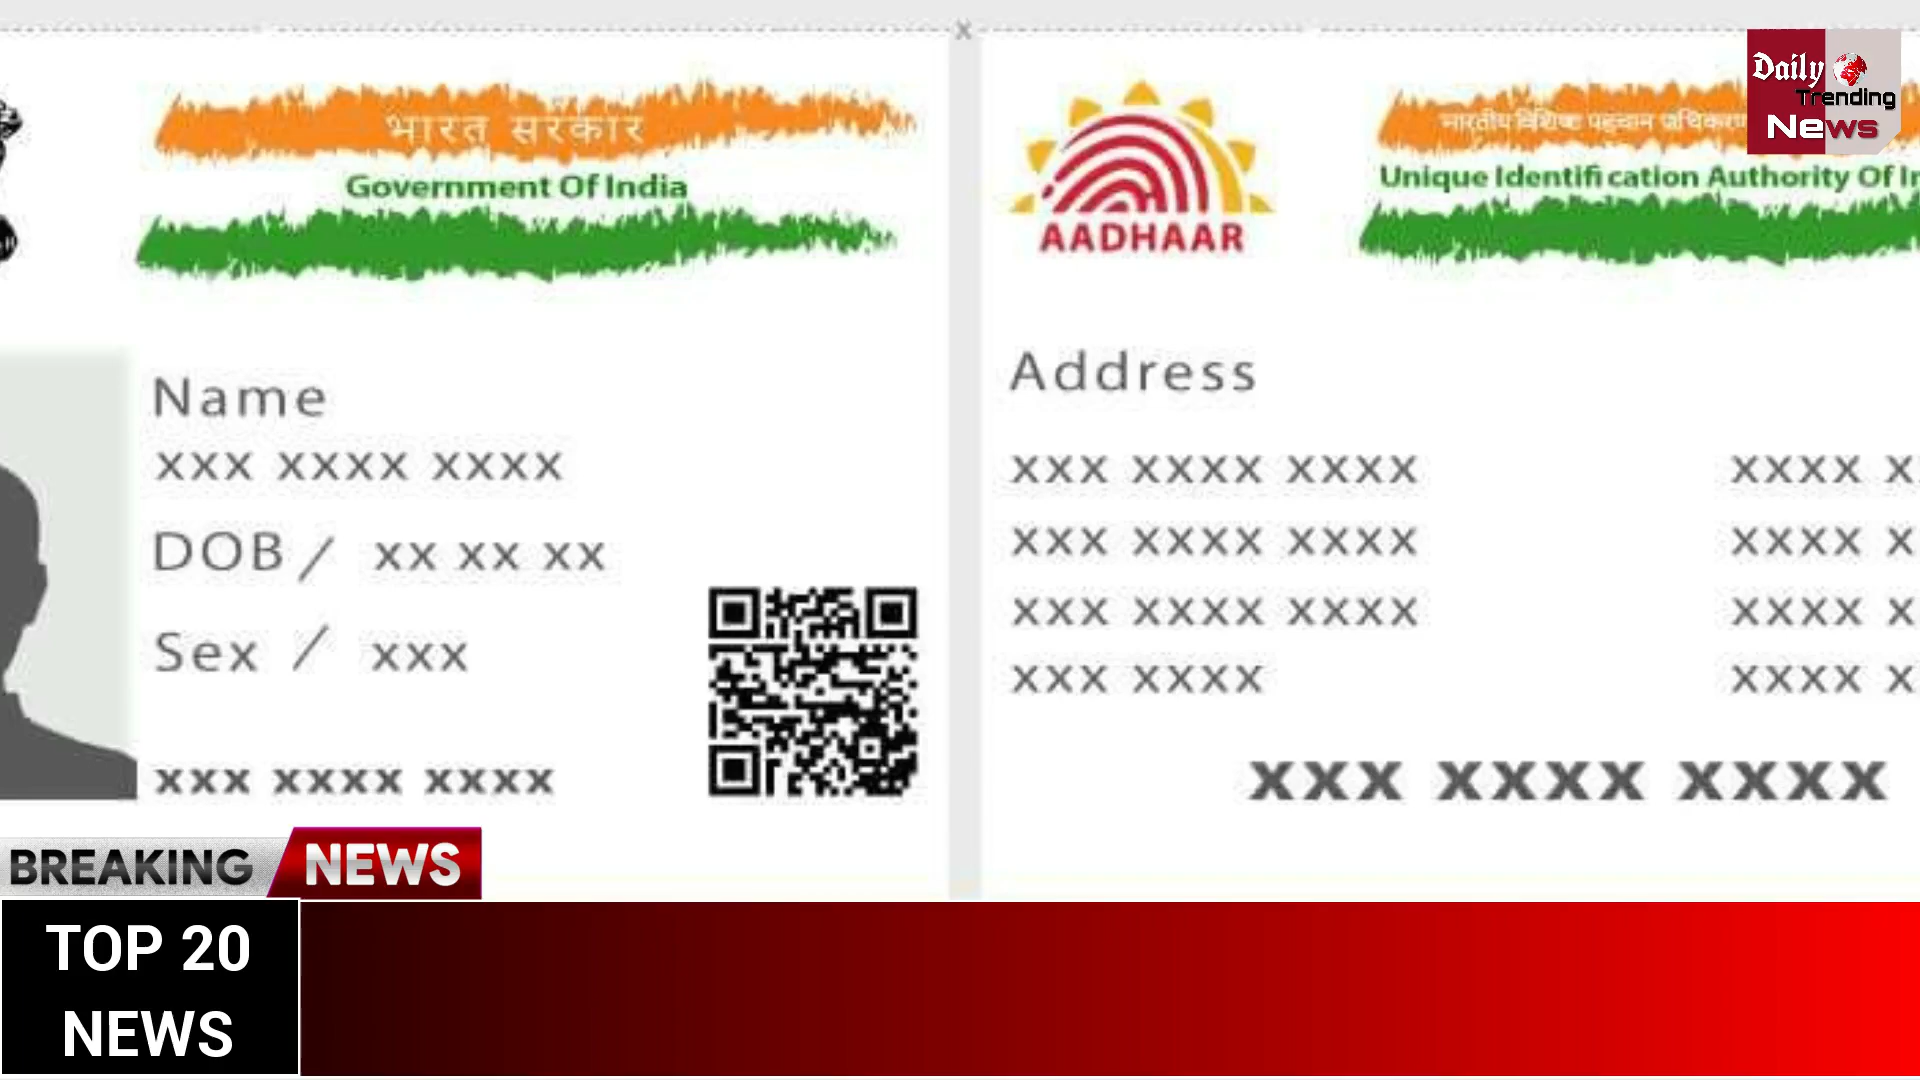 x
भारत सरकार
Government Of India
Name
xxx xxxx xxxx
DOB / xx xx xx
Sex / xxx
xxx xxxx xxxx
AADHAAR
भारतीय विशिष्ट पहचान
Unique Identification Authority Of
Address
xxx xxxx xxxx xxxx x
xxx xxxx xxxx xxxx x
xxx xxxx xxxx xxxx x
xxx xxxx xxxx x
xxx xxxx xxxx
Daily
Trending
News
BREAKING NEWS
TOP 20
NEWS